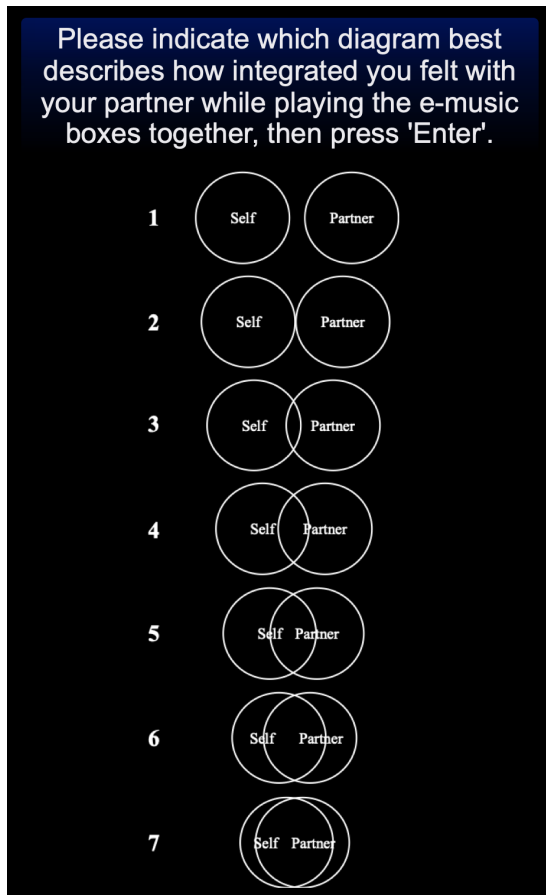 Please indicate which diagram best
describes how integrated you felt with
your partner while playing the e-music
boxes together, then press 'Enter'.
1 Self Partner
2 Self Partner
3 Self Partner
4 Self Partner
5 Self Partner
6 Self Partner
7 Self Partner